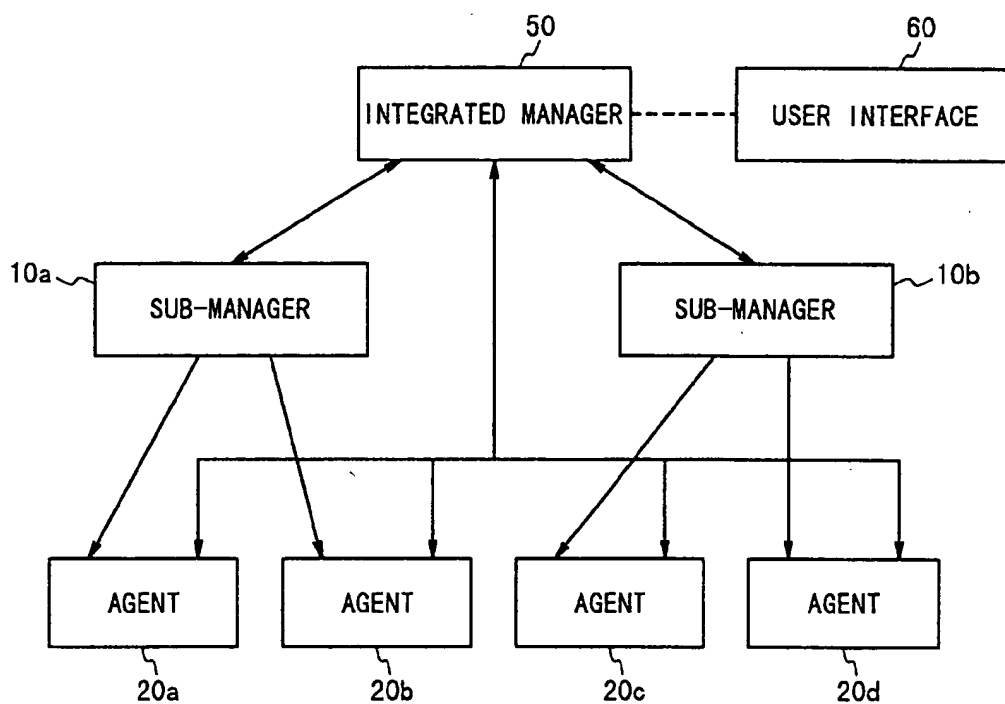 50
60
INTEGRATED MANAGER
USER INTERFACE
10a
SUB-MANAGER
10b
SUB-MANAGER
AGENT
AGENT
AGENT
AGENT
20a
20b
20c
20d